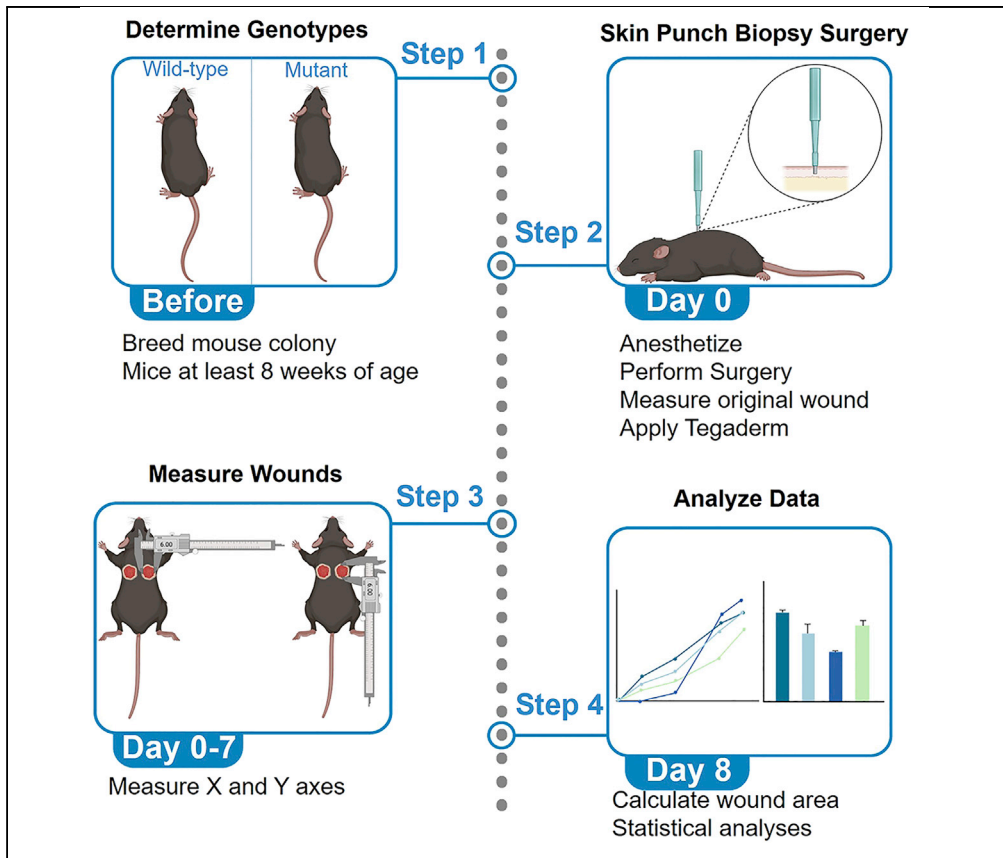 Determine Genotypes
Wild-type
Mutant
Before
Breed mouse colony
Mice at least 8 weeks of age
Step 1
Skin Punch Biopsy Surgery
Step 2
Day 0
Anesthetize
Perform Surgery
Measure original wound
Apply Tegaderm
Measure Wounds
Step 3
6.00
6.00
Day 0-7
Measure X and Y axes
Analyze Data
Step 4
Day 8
Calculate wound area
Statistical analyses